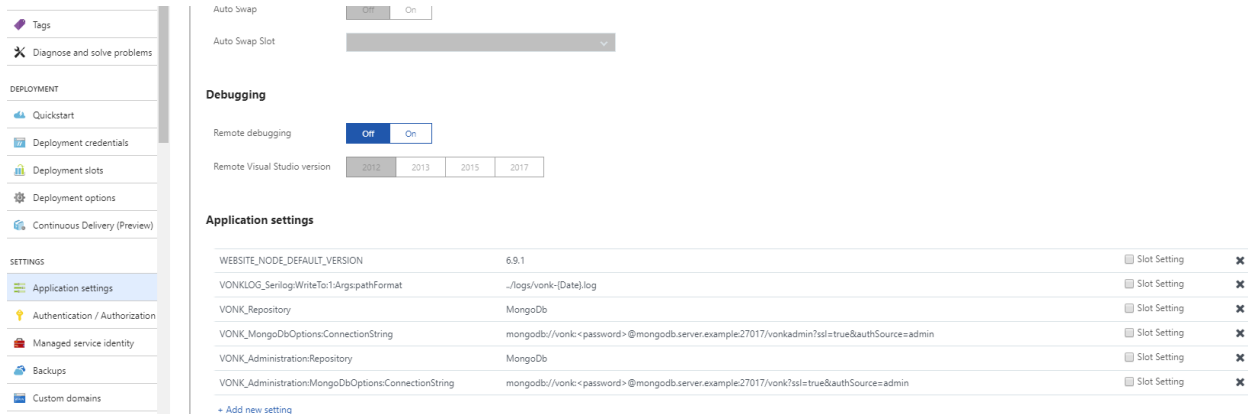 Tags
Diagnose and solve problems
DEPLOYMENT
Quickstart
Deployment credentials
Deployment slots
Deployment options
Continuous Delivery (Preview)
SETTINGS
Application settings
Authentication / Authorization
Managed service identity
Backups
Custom domains
Auto Swap Off On
Auto Swap Slot
Debugging
Remote debugging Off On
Remote Visual Studio version 2012 2013 2015 2017
Application settings
WEBSITE_NODE_DEFAULT_VERSION 6.9.1 Slot Setting
VONKLOG_Serilog:WriteTo:1:Args:pathFormat ../logs/vonk-{Date}.log Slot Setting
VONK_Repository MongoDb Slot Setting
VONK_MongoDbOptions:ConnectionString mongodb://vonk:<password>@mongodb.server.example:27017/vonkadmin?ssl=true&authSource=admin Slot Setting
VONK_Administration:Repository MongoDb Slot Setting
VONK_Administration:MongoDbOptions:ConnectionString mongodb://vonk:<password>@mongodb.server.example:27017/vonk?ssl=true&authSource=admin Slot Setting
+ Add new setting